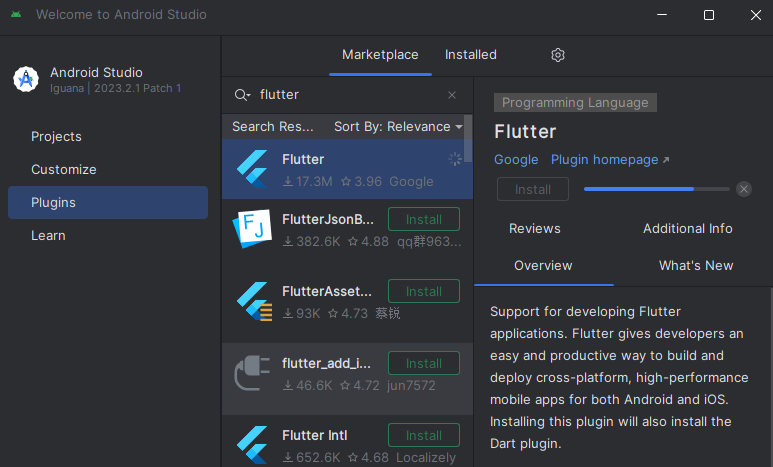 Welcome to Android Studio
Android Studio
Iguana | 2023.2.1 Patch 1
Projects
Customize
Plugins
Learn
Marketplace
Installed
flutter
Search Res...
Sort By: Relevance
Flutter
17.3M 3.96 Google
FlutterJsonB...
Install
382.6K 4.88 qq群963...
FlutterAsset...
Install
93K 4.73 蔡锐
flutter_add_i...
Install
46.6K 4.72 jun7572
Flutter Intl
Install
652.6K 4.68 Localizely
Programming Language
Flutter
Google Plugin homepage
Install
Reviews
Additional Info
Overview
What's New
Support for developing Flutter
applications. Flutter gives developers an
easy and productive way to build and
deploy cross-platform, high-performance
mobile apps for both Android and iOS.
Installing this plugin will also install the
Dart plugin.